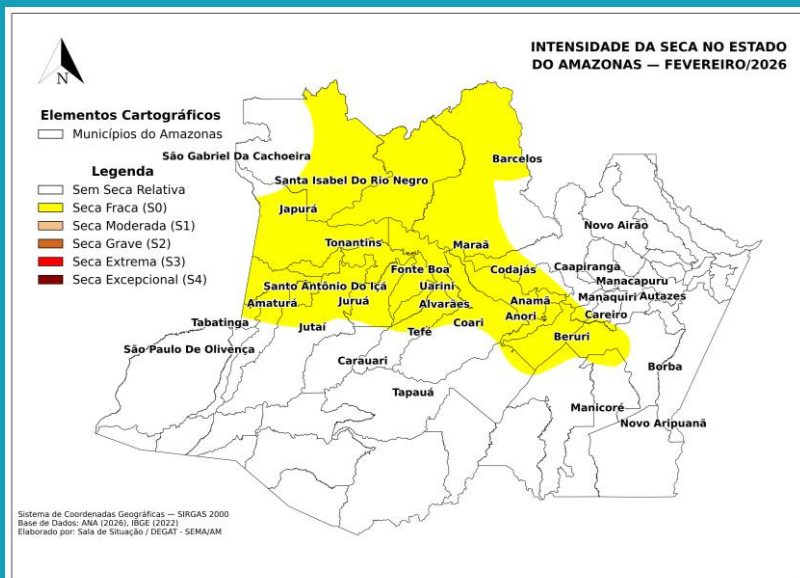 INTENSIDADE DA SECA NO ESTADO
DO AMAZONAS — FEVEREIRO/2026
N
Elementos Cartográficos
Municípios do Amazonas
Legenda
Sem Seca Relativa
Seca Fraca (S0)
Seca Moderada (S1)
Seca Grave (S2)
Seca Extrema (S3)
Seca Excepcional (S4)
São Gabriel Da Cachoeira
Barcelos
Santa Isabel Do Rio Negro
Japurá
Novo Airão
Tonantins
Maraã
Fonte Boa
Codajás
Caapiranga
Santo Antônio Do Içá
Uarini
Manacapuru
Amaturá
Juruá
Alvarães
Anamã
Manaquiri
Autazes
Anori
Careiro
Tabatinga
Jutaí
Tefé
Coari
Beruri
São Paulo De Olivença
Carauari
Borba
Tapauá
Manicoré
Novo Aripuanã
Sistema de Coordenadas Geográficas — SIRGAS 2000
Base de Dados: ANA (2026), IBGE (2022)
Elaborado por: Sala de Situação / DEGAT - SEMA/AM